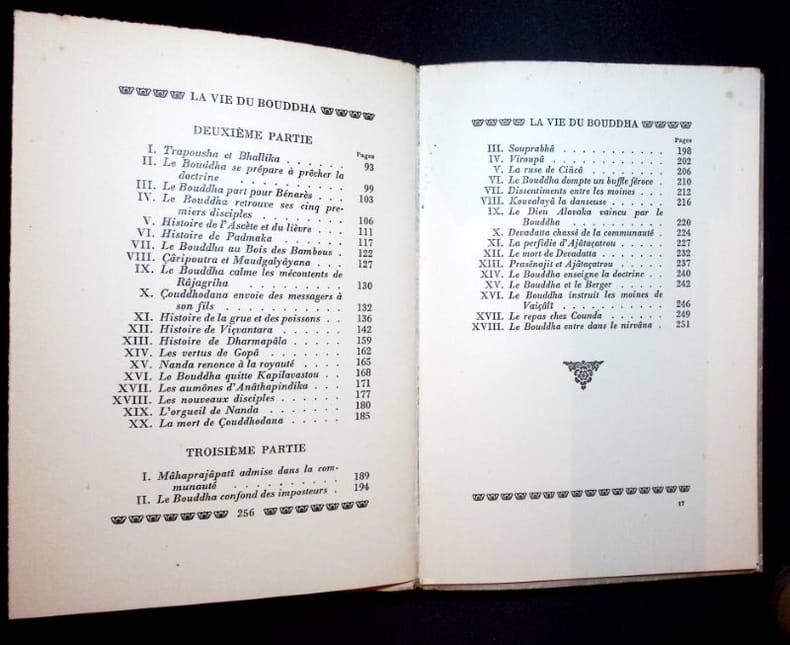 LA VIE DU BOUDDHA
DEUXIÈME PARTIE
Pages
I. Trapousha et Bhallika . . . . . . 93
II. Le Bouddha se prépare à prêcher la
doctrine . . . . . . . . . 99
III. Le Bouddha part pour Bénarès . . . 103
IV. Le Bouddha retrouve ses cinq pre-
miers disciples . . . . . . . 106
V. Histoire de l'Ascète et du lièvre . . . 111
VI. Histoire de Padmaka . . . . . . 117
VII. Le Bouddha au Bois des Bambous . 122
VIII. Çâripoutra et Maudgalyâyana . . . 127
IX. Le Bouddha calme les mécontents de
Râjagriha . . . . . . . . . 130
X. Çouddhodana envoie des messagers à
son fils . . . . . . . . . . 132
XI. Histoire de la grue et des poissons . . 136
XII. Histoire de Viçvantara . . . . . 142
XIII. Histoire de Dharmapâla . . . . . 159
XIV. Les vertus de Gopâ . . . . . . 162
XV. Nanda renonce à la royauté . . . . 165
XVI. Le Bouddha quitte Kapilavastou . . 168
XVII. Les aumônes d'Anâthapindika . . . 171
XVIII. Les nouveaux disciples . . . . . 177
XIX. L'orgueil de Nanda . . . . . . . 180
XX. La mort de Çouddhodana . . . . . 185
TROISIÈME PARTIE
I. Mâhaprajâpatî admise dans la com-
munauté . . . . . . . . . 189
II. Le Bouddha confond des imposteurs . 194
256
LA VIE DU BOUDDHA
Pages
III. Souprabhâ . . . . . . . . . . 198
IV. Viroupâ . . . . . . . . . . . 202
V. La ruse de Ciñcâ . . . . . . . . 206
VI. Le Bouddha dompte un buffle féroce . 210
VII. Dissentiments entre les moines . . . 212
VIII. Kouvalayâ la danseuse . . . . . . 216
IX. Le Dieu Alavaka vaincu par le
Bouddha . . . . . . . . . . 220
X. Devadatta chassé de la communauté . 224
XI. La perfidie d'Ajâtaçatrou . . . . . 227
XII. Le mort de Devadatta . . . . . . 232
XIII. Prasénajit et Ajâtaçatrou . . . . . 237
XIV. Le Bouddha enseigne la doctrine . . 240
XV. Le Bouddha et le Berger . . . . . 242
XVI. Le Bouddha instruit les moines de
Vaiçâlî . . . . . . . . . . 246
XVII. Le repas chez Counda . . . . . . 249
XVIII. Le Bouddha entre dans le nirvâna . 251
17